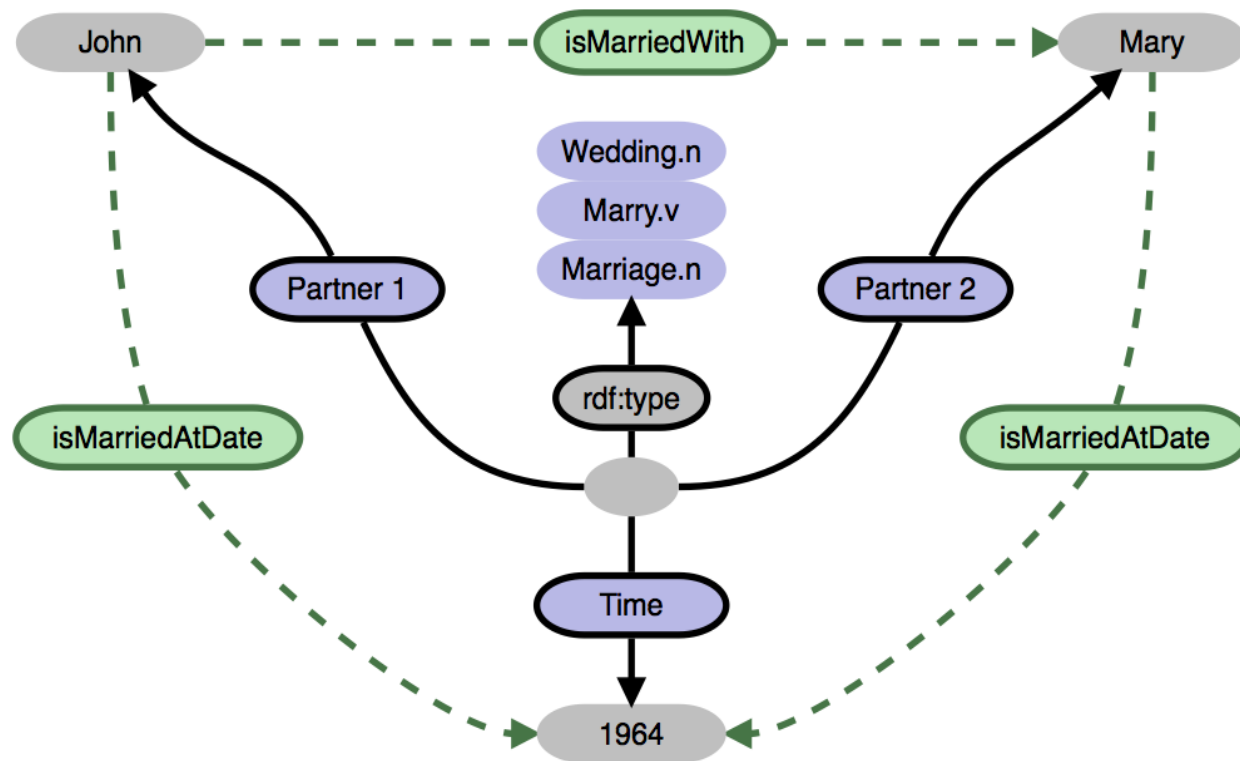 John
isMarriedWith
Mary
Wedding.n
Marry.v
Marriage.n
Partner 1
Partner 2
rdf:type
isMarriedAtDate
isMarriedAtDate
Time
1964